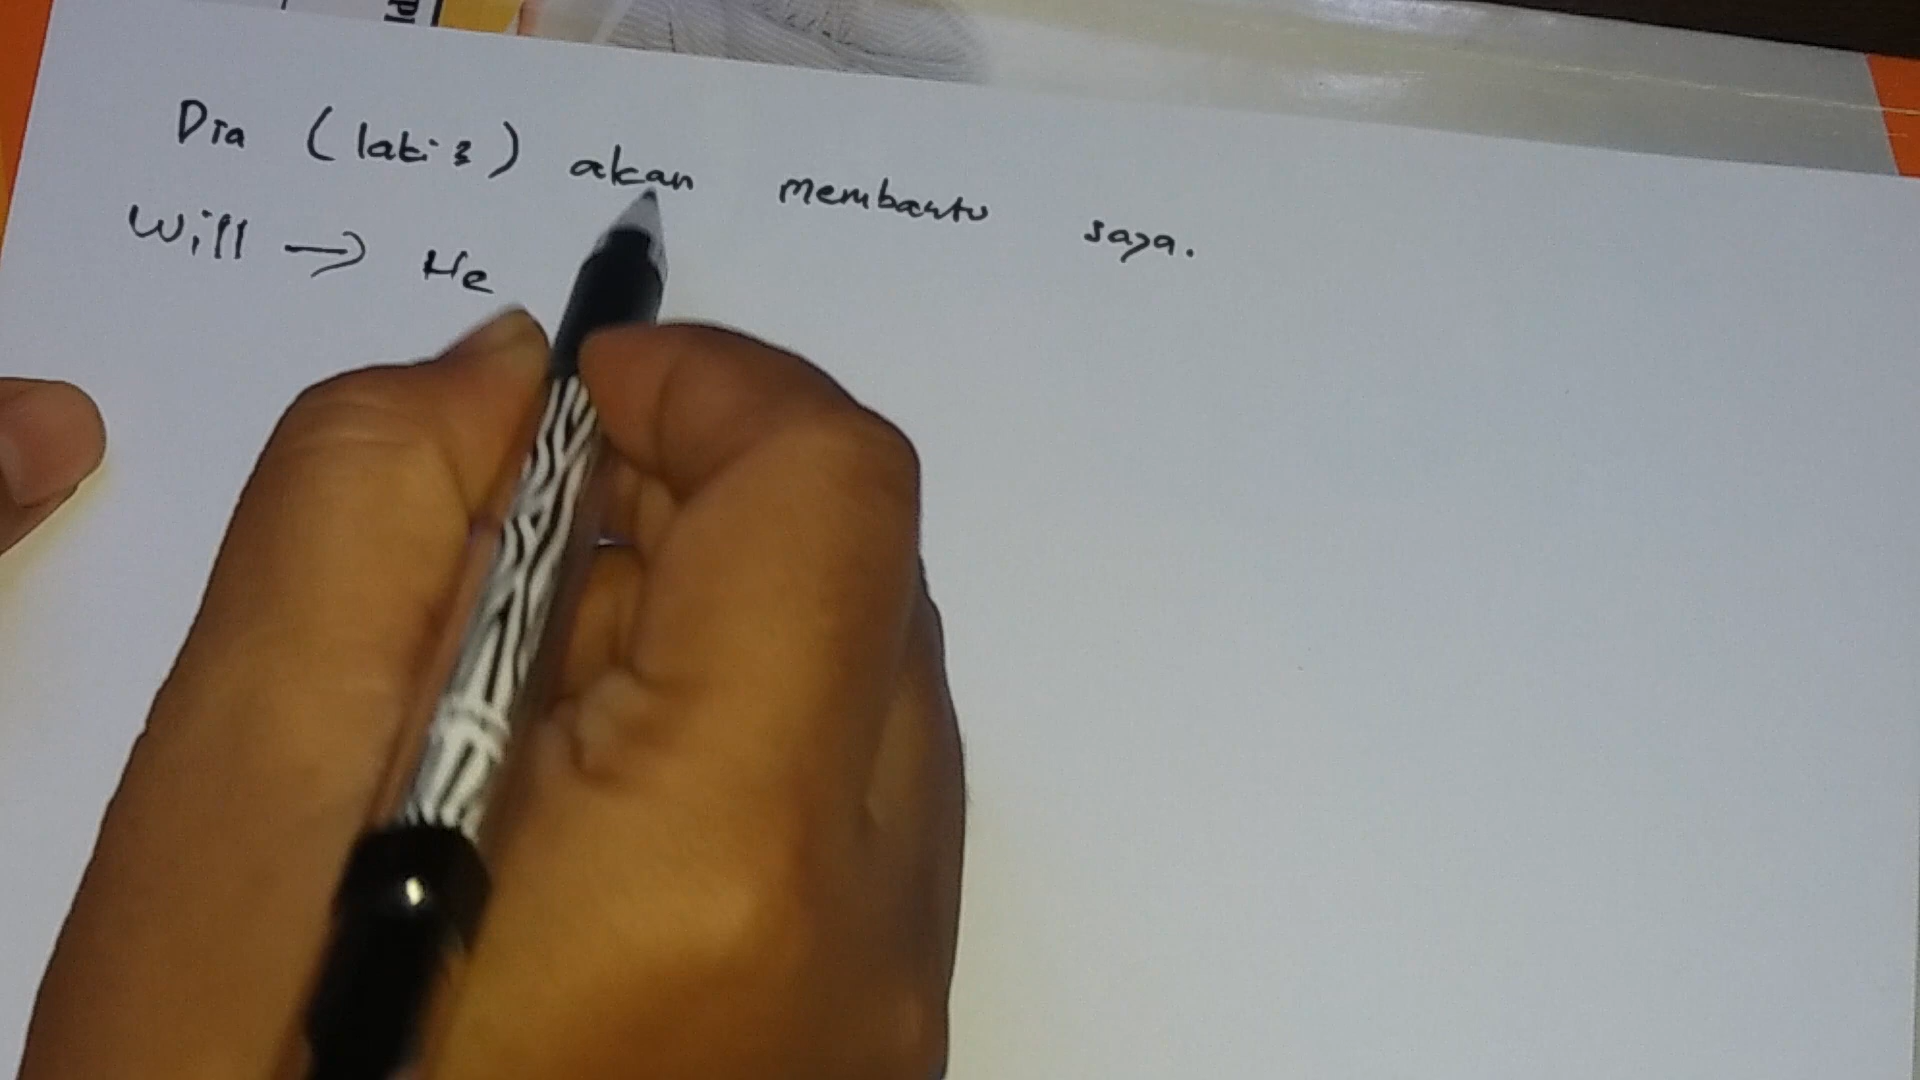 Dia (laki2) akan membantu saya.
Will → He